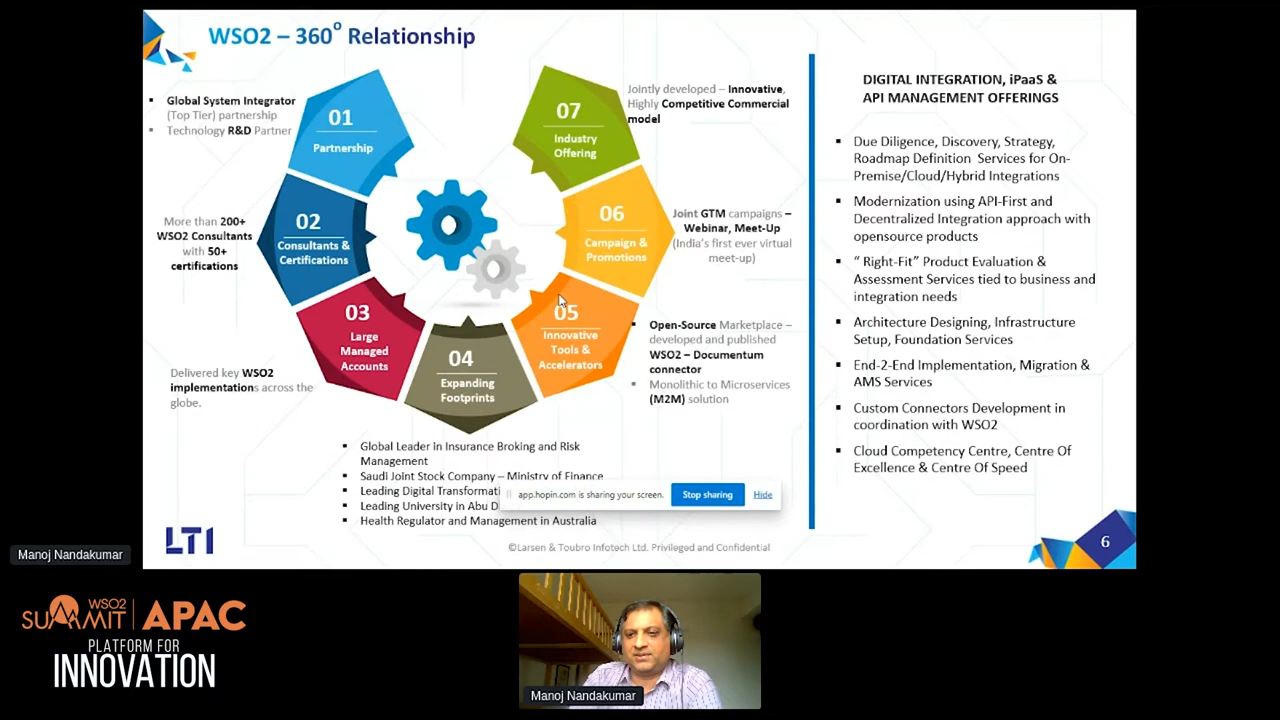 WSO2 – 360° Relationship
Global System Integrator
(Top Tier) partnership
Technology R&D Partner
01
Partnership
More than 200+
WSO2 Consultants
with 50+
certifications
02
Consultants &
Certifications
Delivered key WSO2
implementations across the
globe.
03
Large
Managed
Accounts
04
Expanding
Footprints
Global Leader in Insurance Broking and Risk
Management
Saudi Joint Stock Company – Ministry of Finance
Leading Digital Transformati
Leading University in Abu D
Health Regulator and Management in Australia
05
Innovative
Tools &
Accelerators
Open-Source Marketplace –
developed and published
WSO2 – Documentum
connector
Monolithic to Microservices
(M2M) solution
06
Campaign &
Promotions
Joint GTM campaigns –
Webinar, Meet-Up
(India's first ever virtual
meet-up)
07
Industry
Offering
Jointly developed – Innovative,
Highly Competitive Commercial
model
DIGITAL INTEGRATION, iPaaS &
API MANAGEMENT OFFERINGS
Due Diligence, Discovery, Strategy,
Roadmap Definition Services for On-
Premise/Cloud/Hybrid Integrations
Modernization using API-First and
Decentralized Integration approach with
opensource products
“ Right-Fit” Product Evaluation &
Assessment Services tied to business and
integration needs
Architecture Designing, Infrastructure
Setup, Foundation Services
End-2-End Implementation, Migration &
AMS Services
Custom Connectors Development in
coordination with WSO2
Cloud Competency Centre, Centre Of
Excellence & Centre Of Speed
app.hopin.com is sharing your screen.
Stop sharing
Hide
LTI
©Larsen & Toubro Infotech Ltd. Privileged and Confidential
6
Manoj Nandakumar
WSO2
SUMMIT APAC
PLATFORM FOR
INNOVATION
Manoj Nandakumar